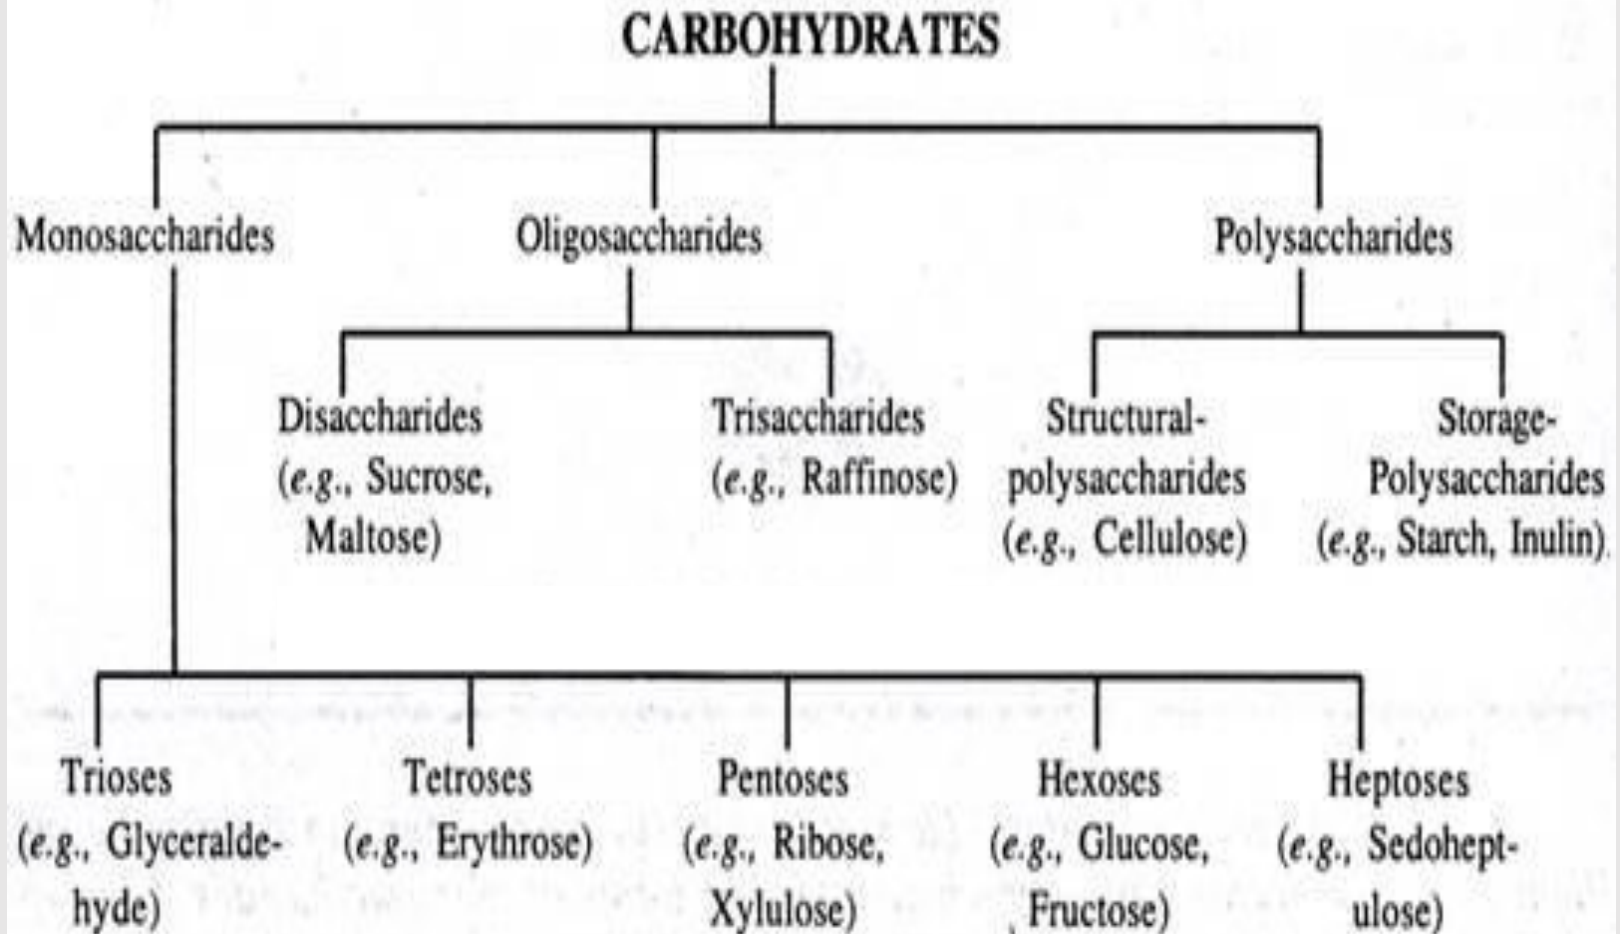 CARBOHYDRATES
Monosaccharides
Oligosaccharides
Polysaccharides
Disaccharides
(e.g., Sucrose,
Maltose)
Trisaccharides
(e.g., Raffinose)
Structural-
polysaccharides
(e.g., Cellulose)
Storage-
Polysaccharides
(e.g., Starch, Inulin)
Trioses
(e.g., Glyceralde-
hyde)
Tetroses
(e.g., Erythrose)
Pentoses
(e.g., Ribose,
Xylulose)
Hexoses
(e.g., Glucose,
Fructose)
Heptoses
(e.g., Sedohept-
ulose)